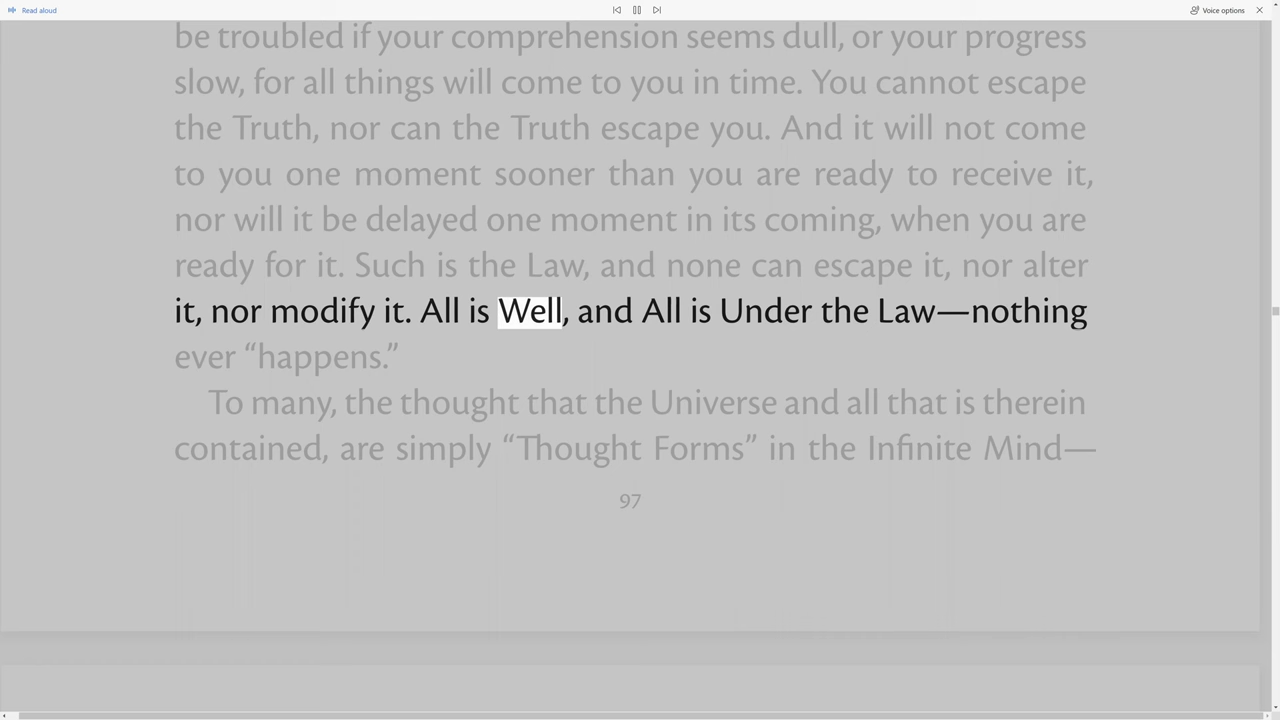 Read aloud
Voice options
be troubled if your comprehension seems dull, or your progress
slow, for all things will come to you in time. You cannot escape
the Truth, nor can the Truth escape you. And it will not come
to you one moment sooner than you are ready to receive it,
nor will it be delayed one moment in its coming, when you are
ready for it. Such is the Law, and none can escape it, nor alter
it, nor modify it. All is Well, and All is Under the Law—nothing
ever “happens.”
To many, the thought that the Universe and all that is therein
contained, are simply “Thought Forms” in the Infinite Mind—
97